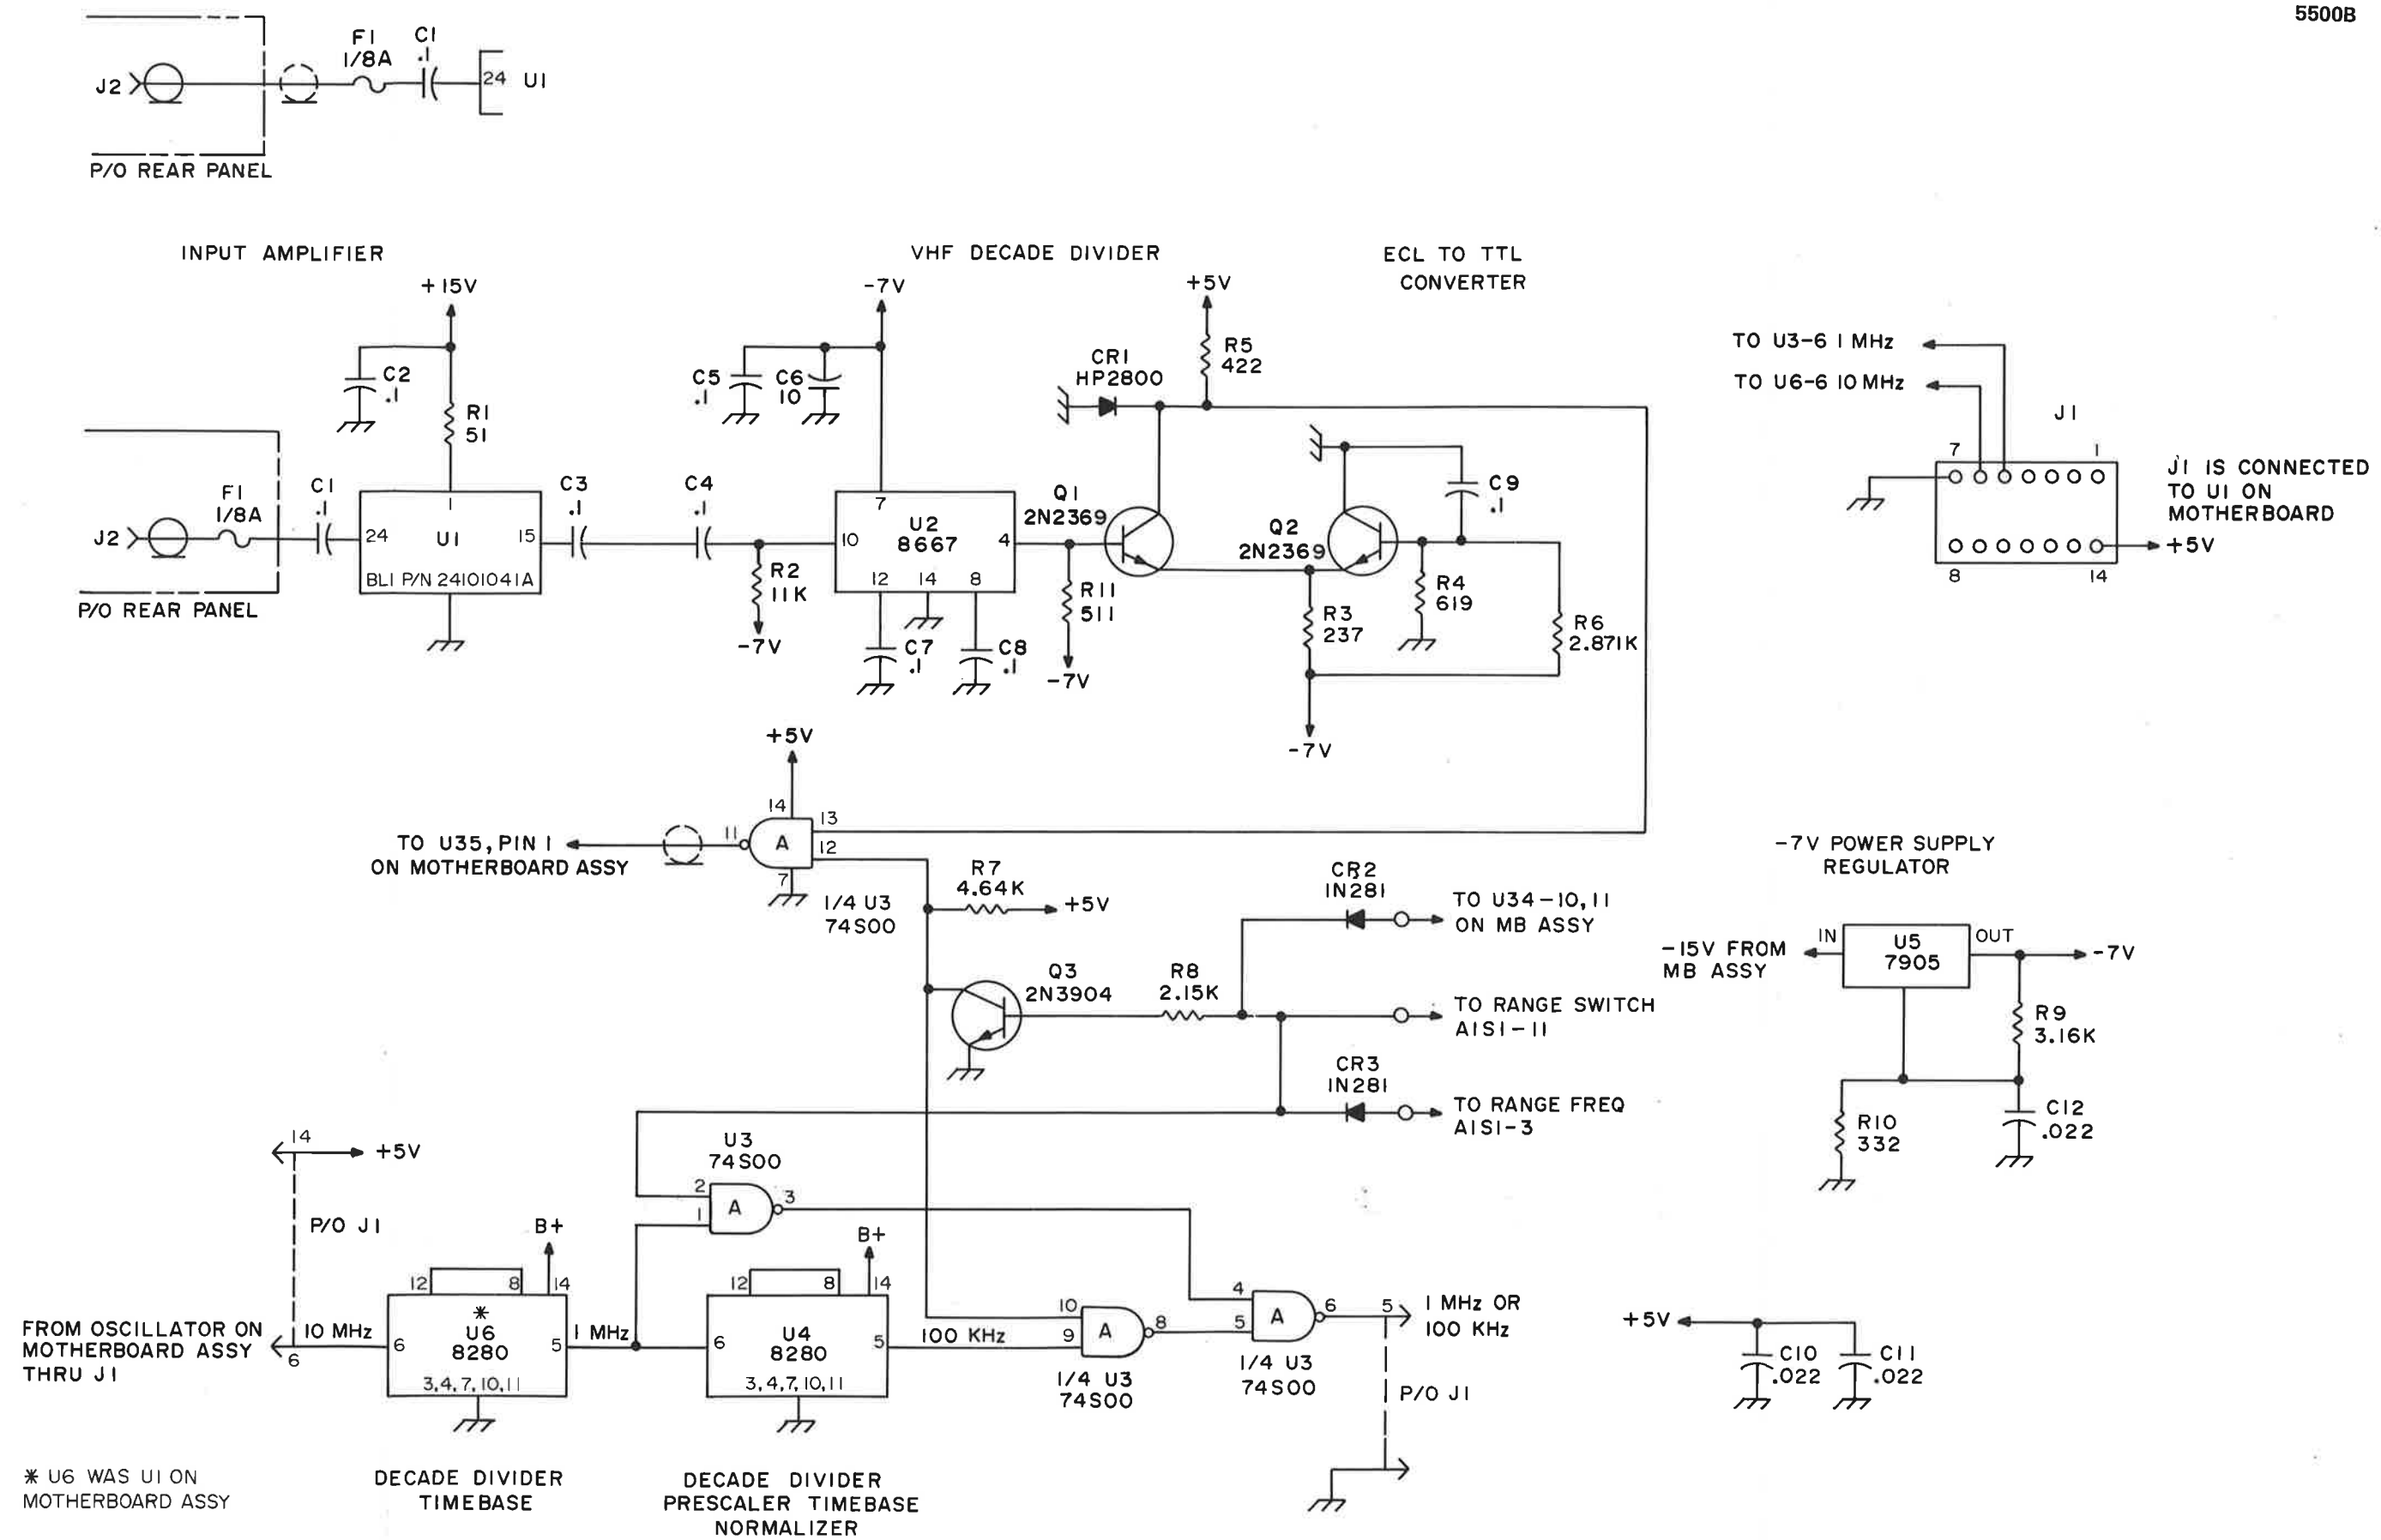 5500B
F1
1/8A
C1
.1
J2
24
U1
P/O REAR PANEL
INPUT AMPLIFIER
VHF DECADE DIVIDER
ECL TO TTL
CONVERTER
+15V
C2
.1
R1
51
J2
F1
1/8A
C1
.1
24
1
U1
15
BLI P/N 24101041A
P/O REAR PANEL
C3
.1
C4
.1
R2
11K
-7V
-7V
C5
.1
C6
10
7
10
U2
8667
4
12
14
8
C7
.1
C8
.1
R11
511
-7V
CR1
HP2800
+5V
R5
422
Q1
2N2369
Q2
2N2369
C9
.1
R3
237
R4
619
R6
2.871K
-7V
TO U3-6 1 MHz
TO U6-6 10 MHz
J1
7
1
8
14
J1 IS CONNECTED
TO U1 ON
MOTHERBOARD
+5V
+5V
14
11
A
13
12
7
TO U35, PIN 1
ON MOTHERBOARD ASSY
1/4 U3
74S00
R7
4.64K
+5V
Q3
2N3904
R8
2.15K
CR2
1N281
TO U34-10,11
ON MB ASSY
TO RANGE SWITCH
A1S1-11
CR3
1N281
TO RANGE FREQ
A1S1-3
-7V POWER SUPPLY
REGULATOR
-15V FROM
MB ASSY
IN
U5
7905
OUT
-7V
R9
3.16K
R10
332
C12
.022
14
+5V
P/O J1
FROM OSCILLATOR ON
MOTHERBOARD ASSY
THRU J1
6
10 MHz
U3
74S00
2
1
A
3
B+
12
8
14
6
*
U6
8280
5
3,4,7,10,11
1 MHz
B+
12
8
14
6
U4
8280
5
3,4,7,10,11
100 KHz
10
9
A
8
1/4 U3
74S00
4
5
A
6
1/4 U3
74S00
5
1 MHz OR
100 KHz
P/O J1
+5V
C10
.022
C11
.022
* U6 WAS U1 ON
MOTHERBOARD ASSY
DECADE DIVIDER
TIMEBASE
DECADE DIVIDER
PRESCALER TIMEBASE
NORMALIZER